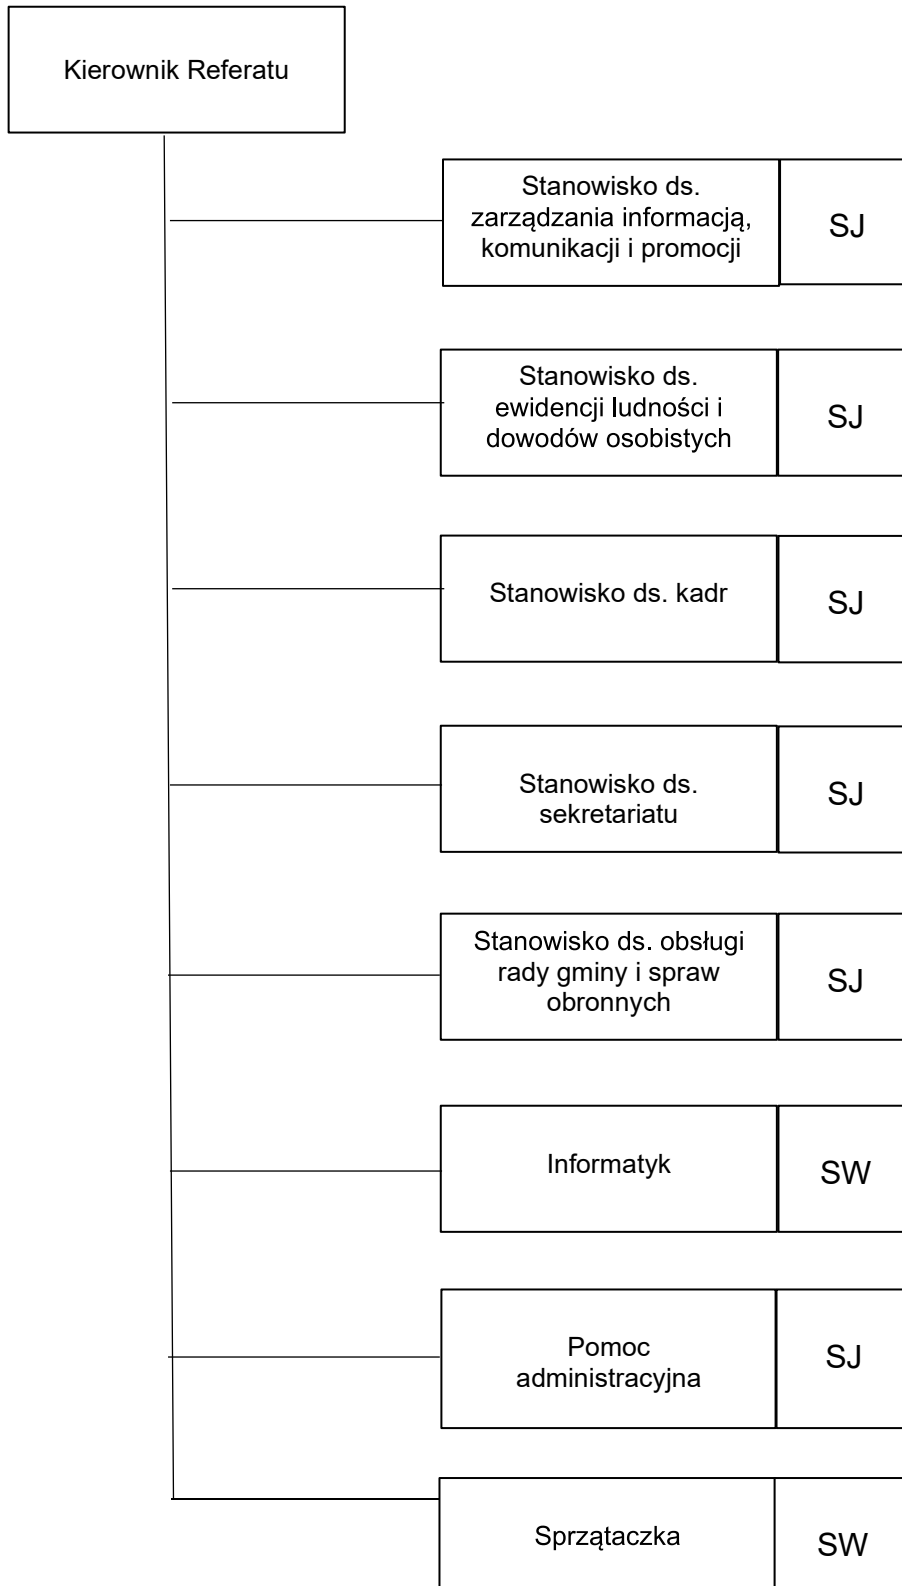 Kierownik Referatu
Stanowisko ds.
zarządzania informacją,
komunikacji i promocji
SJ
Stanowisko ds.
ewidencji ludności i
dowodów osobistych
SJ
Stanowisko ds. kadr
SJ
Stanowisko ds.
sekretariatu
SJ
Stanowisko ds. obsługi
rady gminy i spraw
obronnych
SJ
Informatyk
SW
Pomoc
administracyjna
SJ
Sprzątaczka
SW